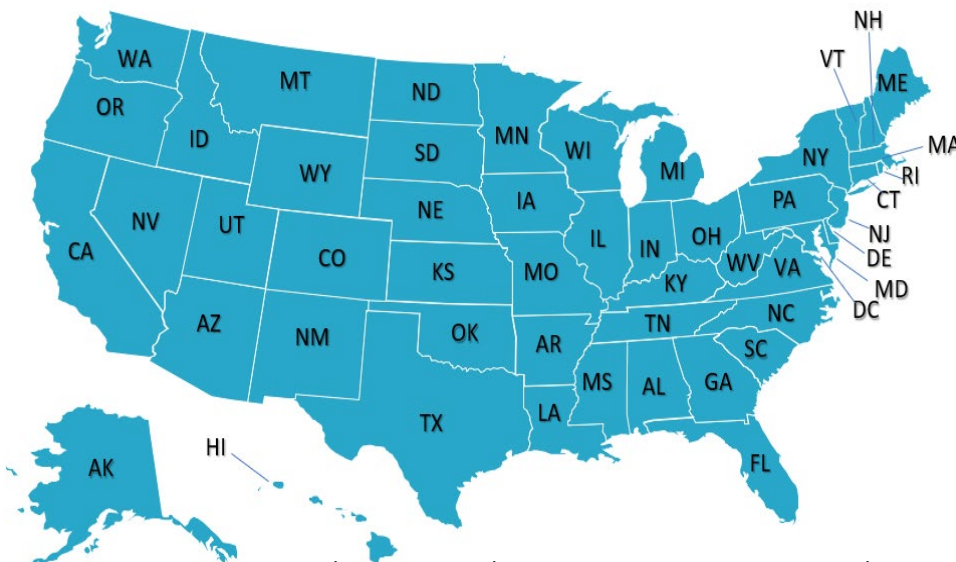 NH
VT
WA
MT
ND
ME
OR
MN
ID
SD
WI
NY
MA
WY
MI
RI
IA
PA
CT
NE
NV
UT
NJ
IL
IN
OH
CA
CO
DE
KS
MO
WV
VA
KY
MD
DC
NC
AZ
NM
OK
TN
AR
SC
MS
AL
GA
LA
TX
HI
FL
AK